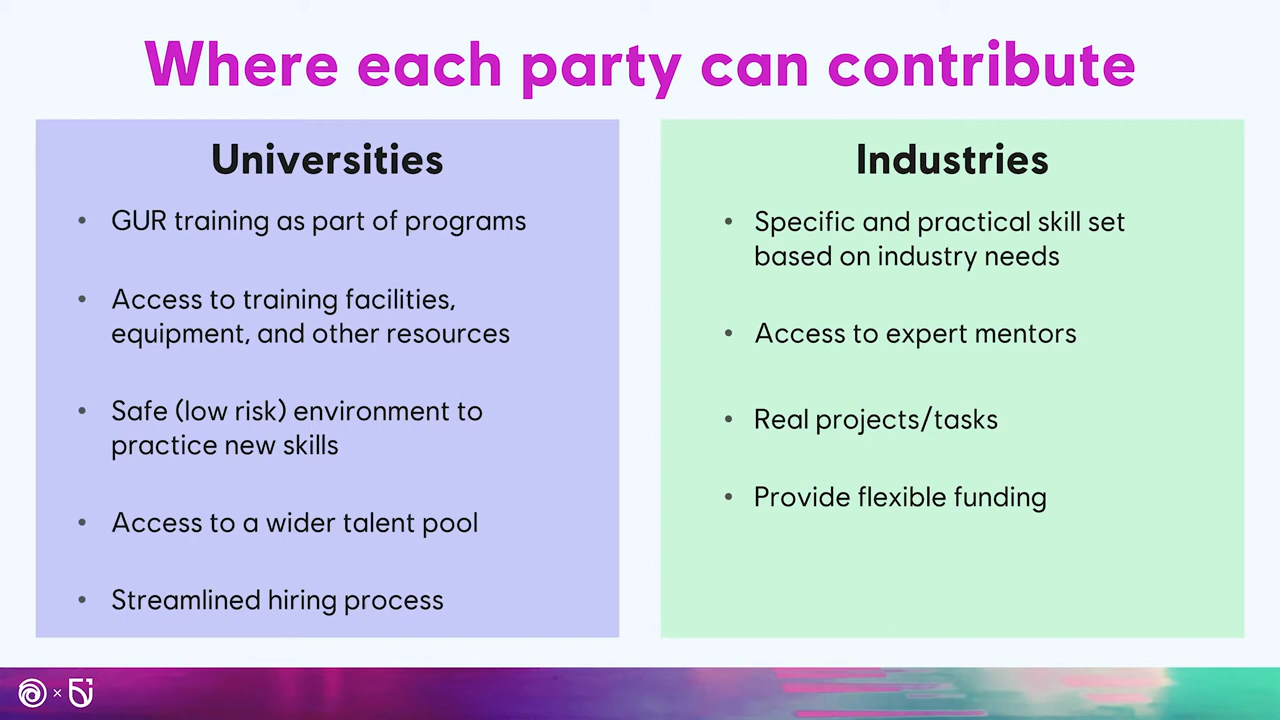 Where each party can contribute
Universities
• GUR training as part of programs
• Access to training facilities,
equipment, and other resources
• Safe (low risk) environment to
practice new skills
• Access to a wider talent pool
• Streamlined hiring process
Industries
• Specific and practical skill set
based on industry needs
• Access to expert mentors
• Real projects/tasks
• Provide flexible funding
×